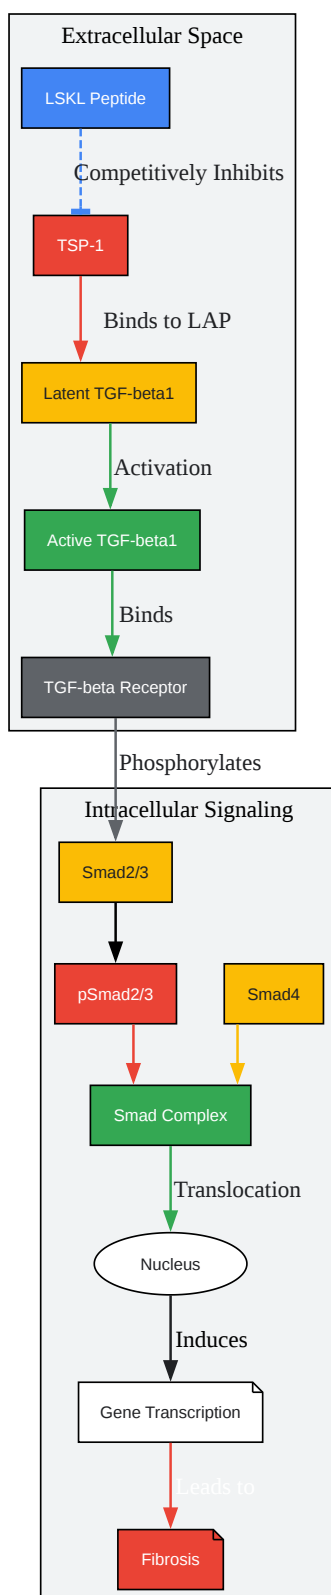 Extracellular Space
LSKL Peptide
Competitively Inhibits
TSP-1
Binds to LAP
Latent TGF-beta1
Activation
Active TGF-beta1
Binds
TGF-beta Receptor
Phosphorylates
Intracellular Signaling
Smad2/3
pSmad2/3
Smad4
Smad Complex
Translocation
Nucleus
Induces
Gene Transcription
Leads to
Fibrosis